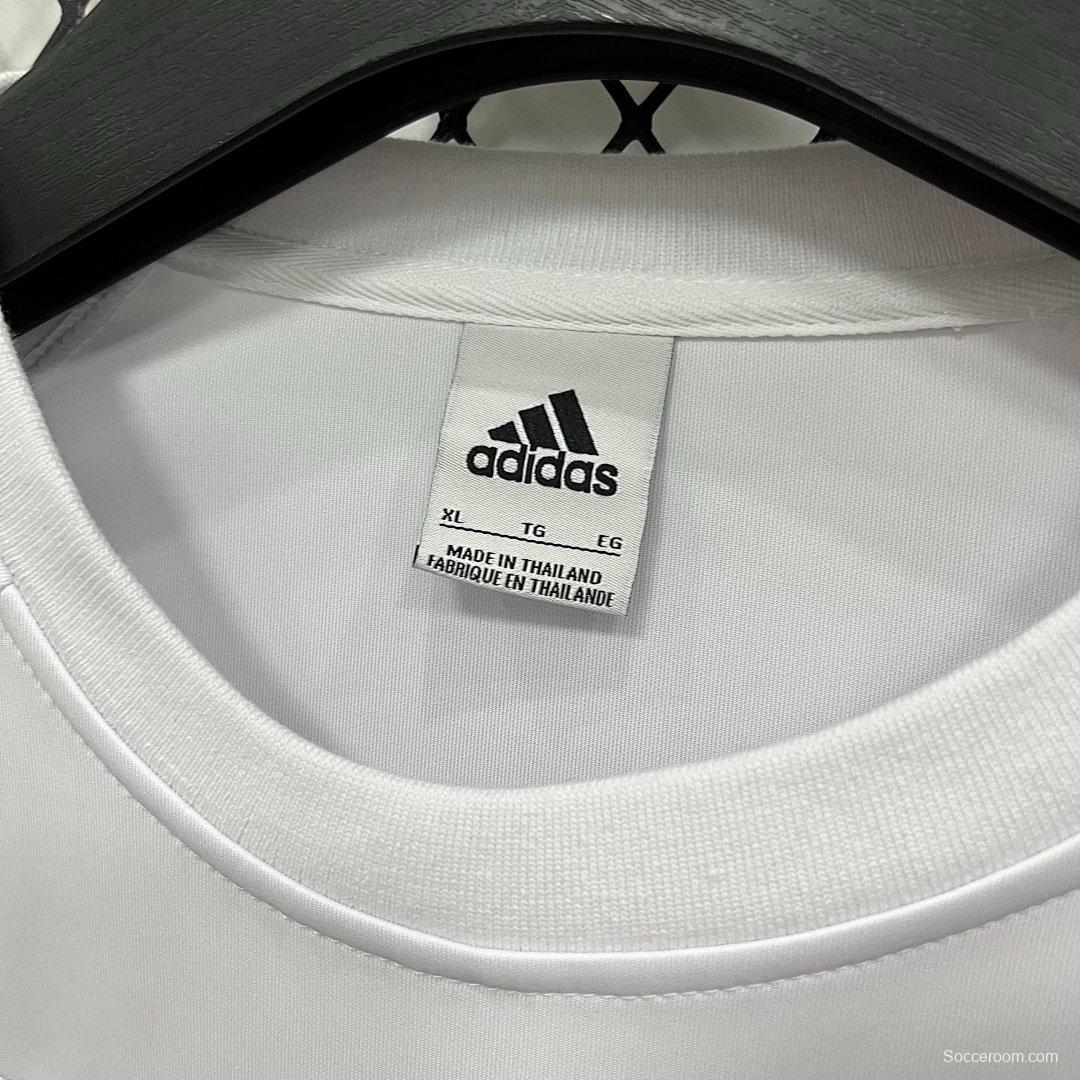 adidas
XL TG EG
MADE IN THAILAND
FABRIQUE EN THAILANDE
Socceroom.com